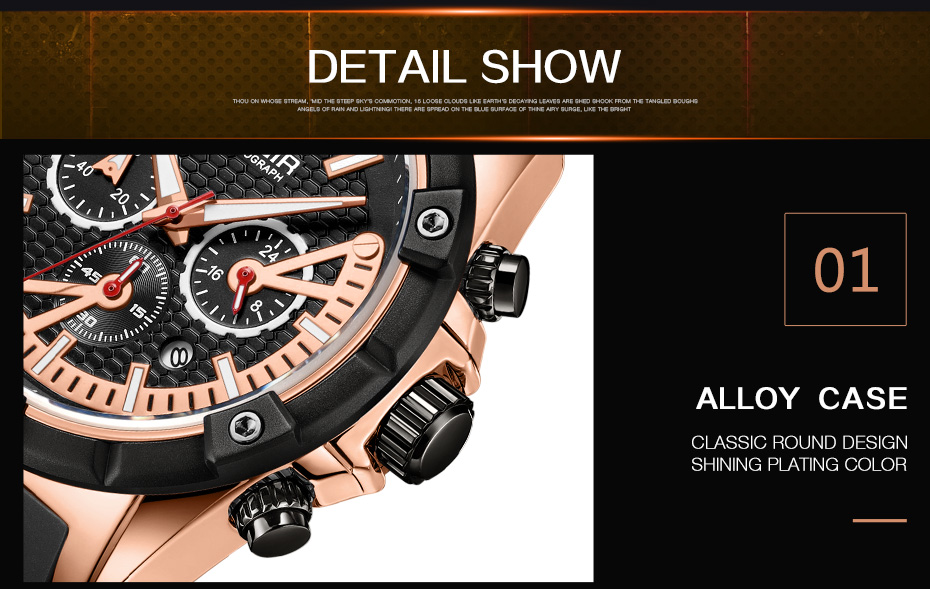 DETAIL SHOW
THOU ON WHOSE STREAM, 'MID THE STEEP SKY'S COMMOTION, 16 LOOSE CLOUDS LIKE EARTH'S DECAYING LEAVES ARE SHED SHOOK FROM THE TANGLED BOUGHS
ANGELS OF RAIN AND LIGHTNING! THERE ARE SPREAD ON THE BLUE SURFACE OF THINE AIRY SURGE, LIKE THE BRIGHT
40
20
24
16
8
45
15
30
01
ALLOY CASE
CLASSIC ROUND DESIGN
SHINING PLATING COLOR